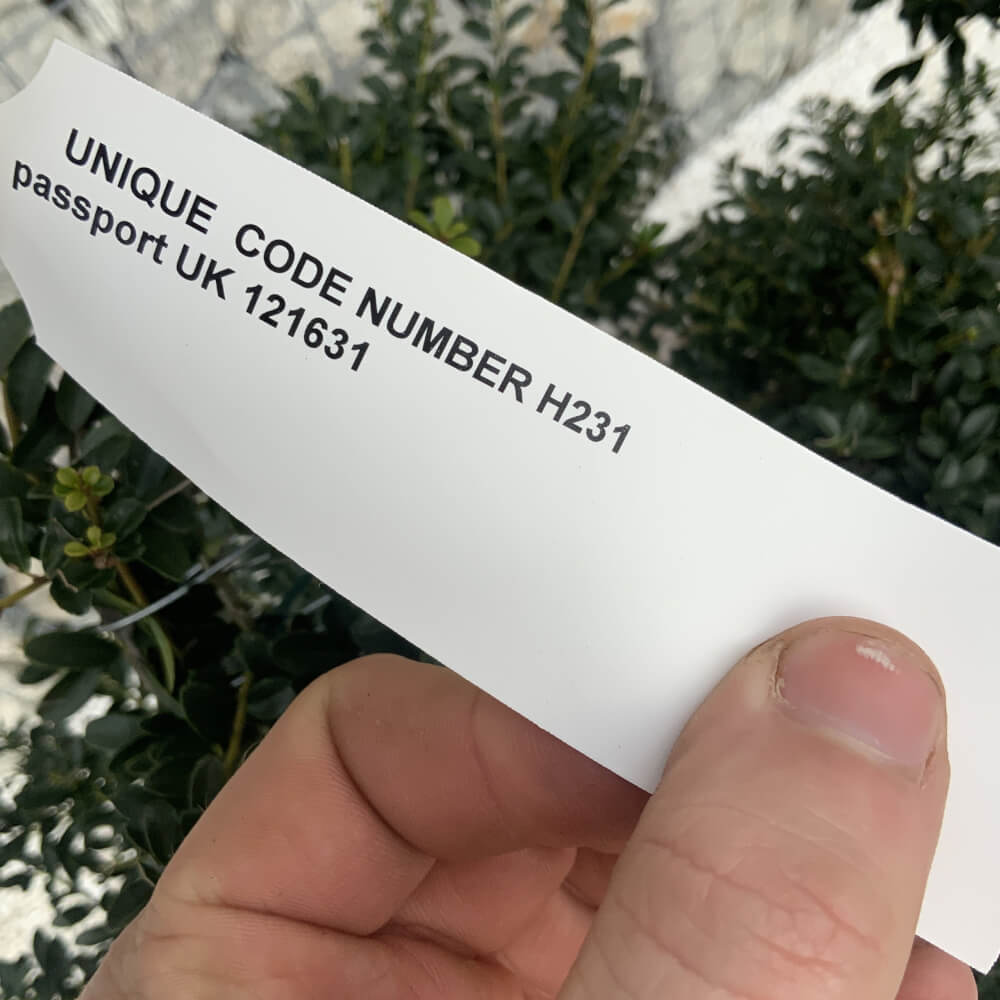 UNIQUE CODE NUMBER H231
passport UK 121631